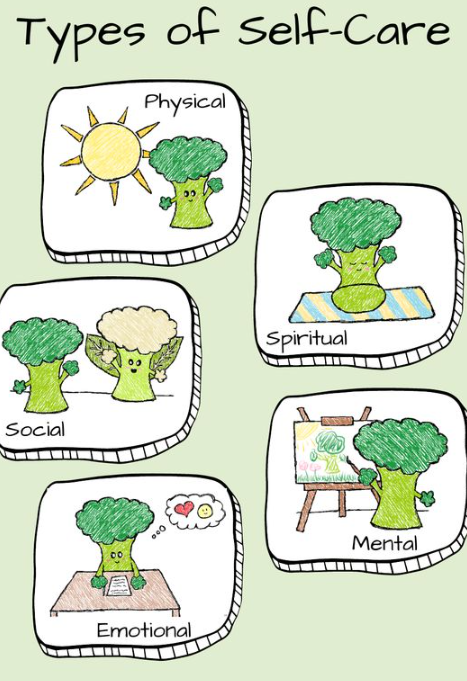 Types of Self-Care
Physical
Spiritual
Social
Mental
Emotional